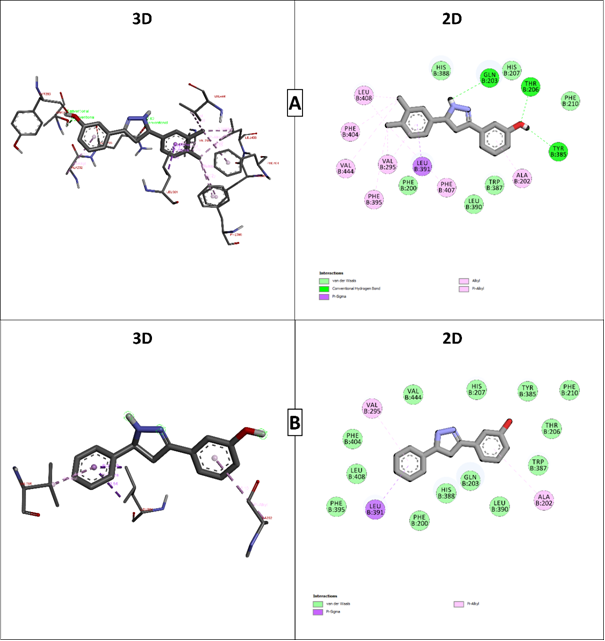 3D
2D
A
HIS B:388
GLN B:203
HIS B:207
THR B:206
PHE B:210
LEU B:408
PHE B:404
TYR B:385
VAL B:444
VAL B:295
LEU B:391
PHE B:200
PHE B:407
TRP B:387
ALA B:202
PHE B:395
LEU B:390
Interactions
van der Waals
Conventional Hydrogen Bond
Pi-Sigma
Alkyl
Pi-Alkyl
3D
2D
B
VAL B:295
VAL B:444
HIS B:207
TYR B:385
PHE B:210
PHE B:404
THR B:206
LEU B:408
TRP B:387
HIS B:388
GLN B:203
PHE B:395
LEU B:391
PHE B:200
LEU B:390
ALA B:202
Interactions
van der Waals
Pi-Sigma
Pi-Alkyl